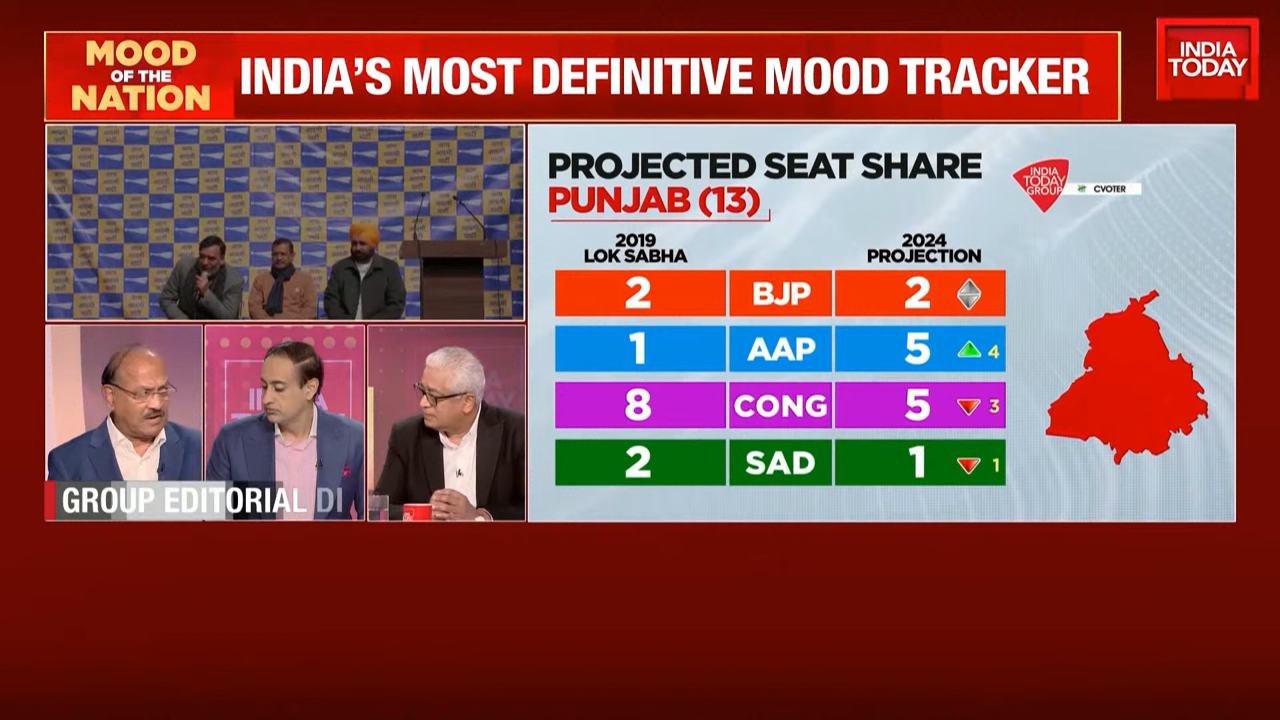 MOOD
OF THE
NATION
INDIA'S MOST DEFINITIVE MOOD TRACKER
INDIA
TODAY
आम
आदमी
पार्टी
PROJECTED SEAT SHARE
PUNJAB (13)
INDIA
TODAY
GROUP
CVOTER
2019
LOK SABHA
2024
PROJECTION
2 BJP 2
1 AAP 5 4
8 CONG 5 3
2 SAD 1 1
GROUP EDITORIAL DI